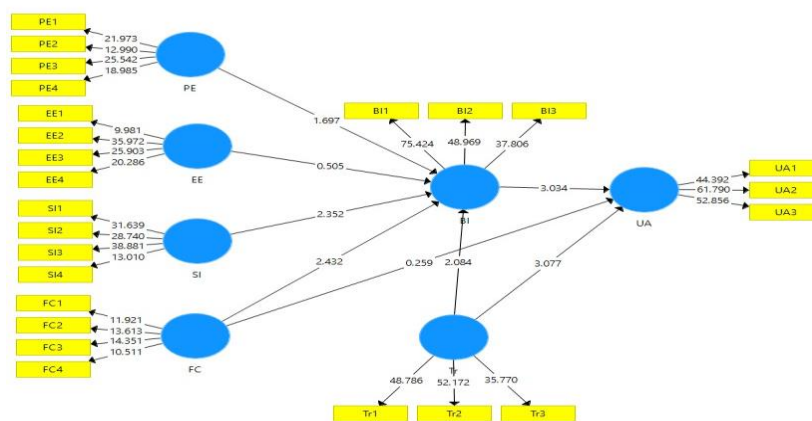 PE1
PE2
PE3
PE4
21.973
12.990
25.542
18.985
PE
EE1
EE2
EE3
EE4
9.981
35.972
25.903
20.286
EE
SI1
SI2
SI3
SI4
31.639
28.740
38.881
13.010
SI
FC1
FC2
FC3
FC4
11.921
13.613
14.351
10.511
FC
1.697
0.505
2.352
2.432
0.259
2.084
BI1
BI2
BI3
75.424
48.969
37.806
BI
3.034
3.077
UA
44.392
61.790
52.856
UA1
UA2
UA3
Tr
48.786
52.172
35.770
Tr1
Tr2
Tr3